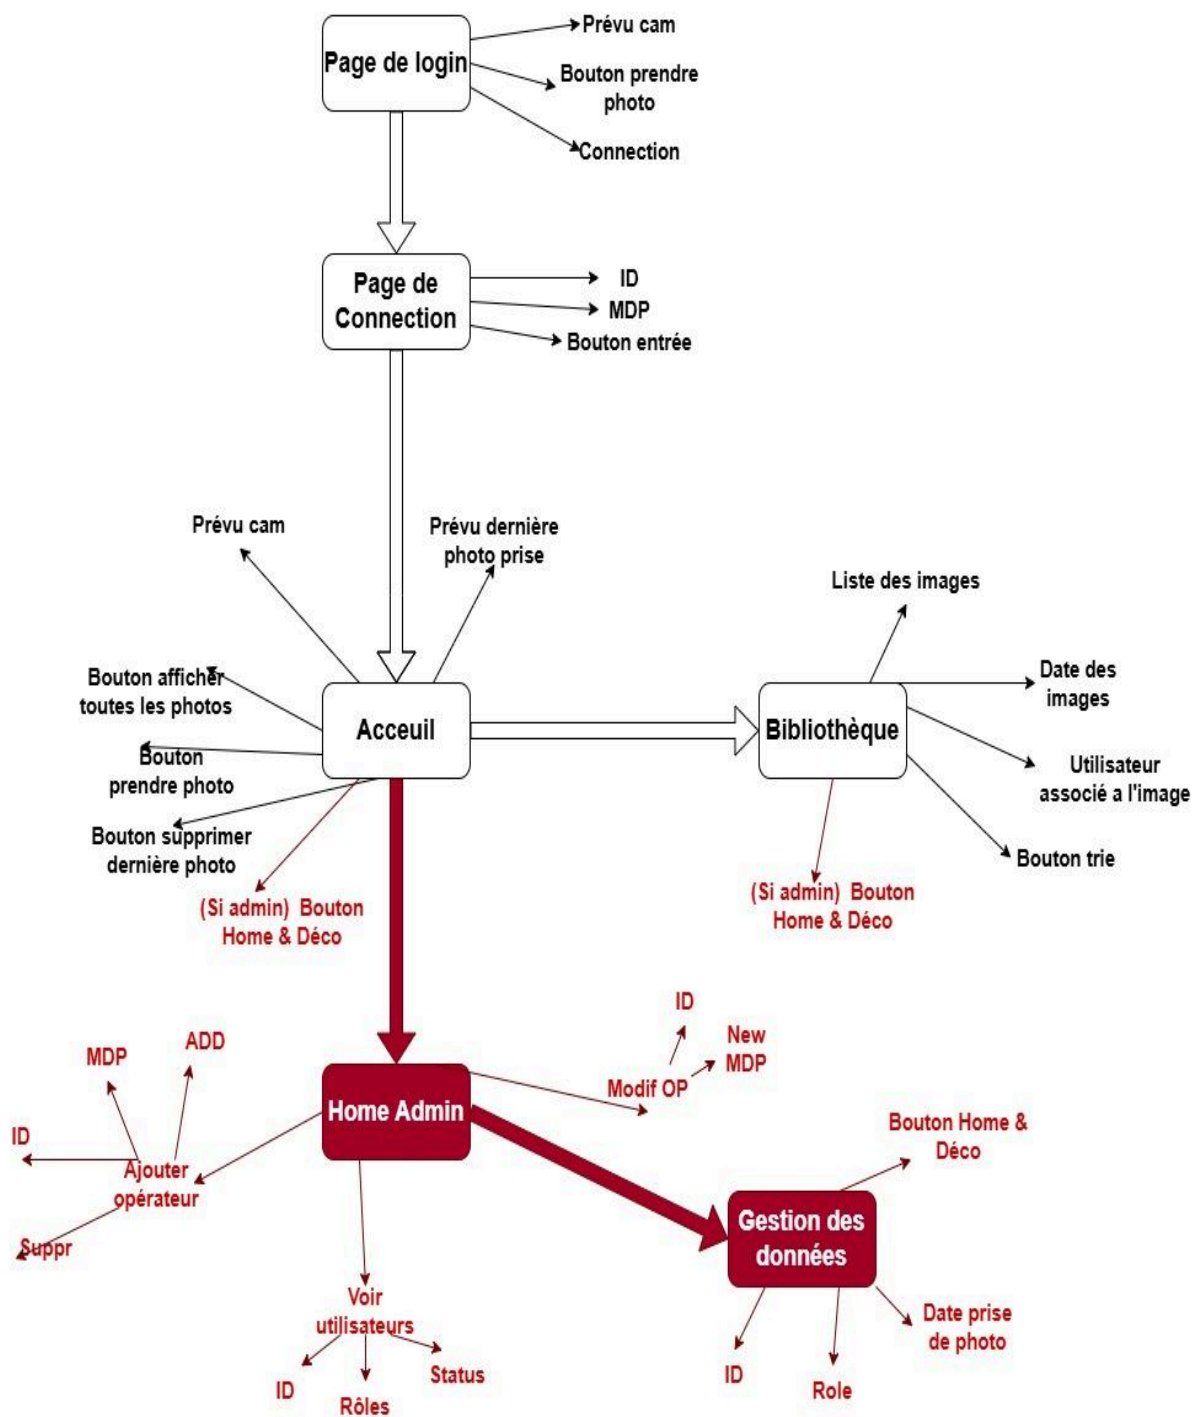 Prévu cam
Page de login
Bouton prendre
photo
Connection
Page de
Connection
ID
MDP
Bouton entrée
Prévu cam
Prévu dernière
photo prise
Liste des images
Bouton afficher
toutes les photos
Date des
images
Acceuil
Bibliothèque
Bouton
prendre photo
Utilisateur
associé a l'image
Bouton supprimer
dernière photo
Bouton trie
(Si admin) Bouton
Home & Déco
(Si admin) Bouton
Home & Déco
ID
New
MDP
Modif OP
ADD
MDP
ID
Home Admin
Ajouter
opérateur
Suppr
Bouton Home &
Déco
Gestion des
données
Voir
utilisateurs
ID
Rôles
Status
Date prise
de photo
ID
Role